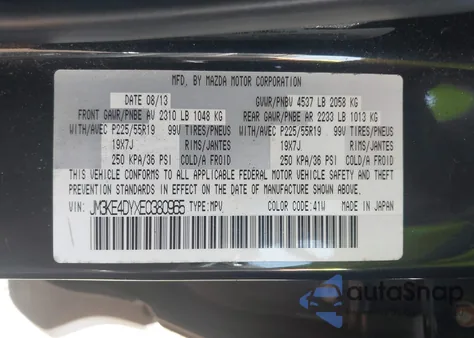 MFD. BY MAZDA MOTOR CORPORATION
DATE 08/13 GVWR/PNBV 4537 LB 2058 KG
FRONT GAWR/PNBE AV 2310 LB 1048 KG REAR GAWR/PNBE AR 2233 LB 1013 KG
WITH/AVEC P225/55R19 99V TIRES/PNEUS WITH/AVEC P225/55R19 99V TIRES/PNEUS
19X7J RIMS/JANTES 19X7J RIMS/JANTES
250 KPA/36 PSI COLD/A FROID 250 KPA/36 PSI COLD/A FROID
THIS VEHICLE CONFORMS TO ALL APPLICABLE FEDERAL MOTOR VEHICLE SAFETY
AND THEFT PREVENTION STANDARDS IN EFFECT ON THE
DATE OF MANUFACTURE SHOWN ABOVE.
VIN: JM3KE4DYXE0380965 TYPE:MPV COLOR CODE:41W MADE IN JAPAN
autoSnap